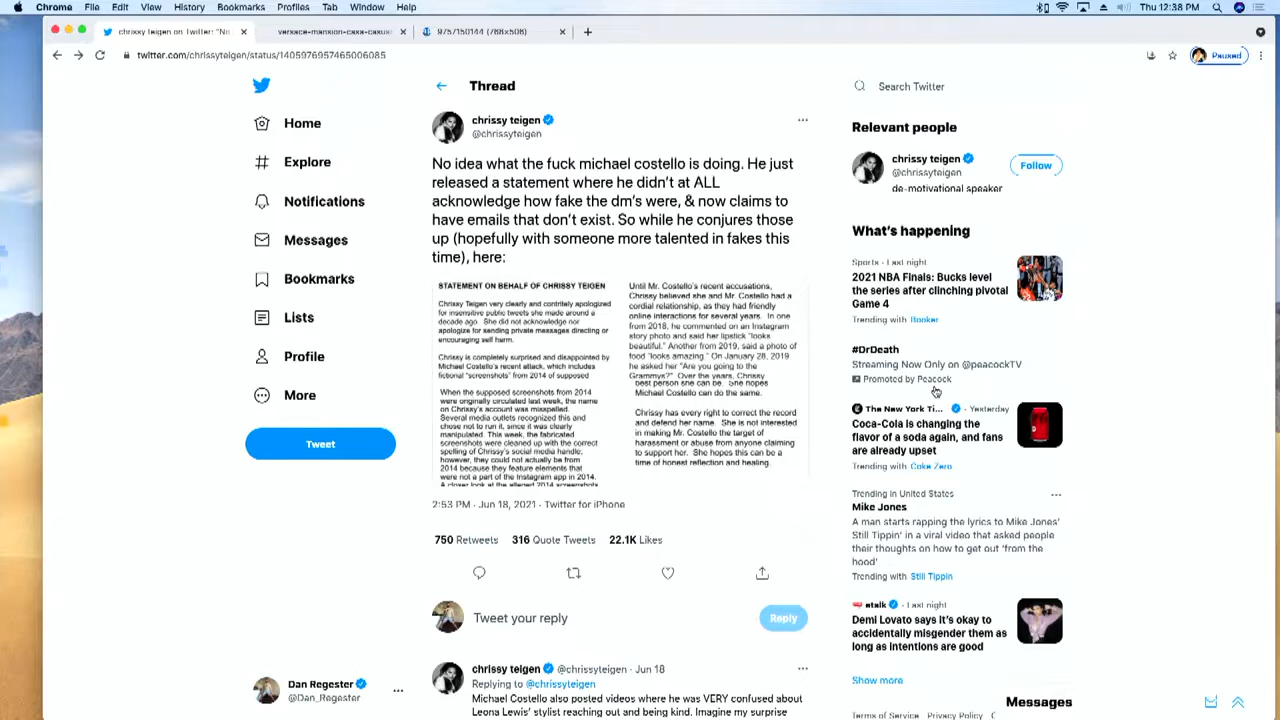 Chrome File Edit View History Bookmarks Profiles Tab Window Help
Thu 12:38 PM
chrissy teigen on Twitter: "No
versace-mansion-casa-casua
9757150144 (768×506)
twitter.com/chrissyteigen/status/1405976957465006085
Paused
Home
Explore
Notifications
Messages
Bookmarks
Lists
Profile
More
Tweet
Dan Regester
@Dan_Regester
Thread
chrissy teigen
@chrissyteigen
No idea what the fuck michael costello is doing. He just
released a statement where he didn't at ALL
acknowledge how fake the dm's were, & now claims to
have emails that don't exist. So while he conjures those
up (hopefully with someone more talented in fakes this
time), here:
STATEMENT ON BEHALF OF CHRISSY TEIGEN
Chrissy Teigen very clearly and contritely apologized
for insensitive public tweets she made around a
decade ago. She did not acknowledge nor
apologize for sending private messages directing or
encouraging self harm.
Chrissy is completely surprised and disappointed by
Michael Costello's recent attack, which includes
fictional "screenshots" from 2014 of supposed
When the supposed screenshots from 2014
were originally circulated last week, the name
on Chrissy's account was misspelled.
Several media outlets recognized this and
chose not to run it, since it was clearly
manipulated. This week, the fabricated
screenshots were cleaned up with the correct
spelling of Chrissy's social media handle;
however, they could not actually be from
2014 because they feature elements that
were not a part of the Instagram app in 2014.
A closer look at the alleged 2014 screenshots
Until Mr. Costello's recent accusations,
Chrissy believed she and Mr. Costello had a
cordial relationship, as they had friendly
online interactions for several years. In one
from 2018, he commented on an Instagram
story photo and said her lipstick "looks
beautiful." Another from 2019, said a photo of
food "looks amazing." On January 28, 2019
he asked her "Are you going to the
Grammys?" Over the years, Chrissy
best person she can be. She hopes
Michael Costello can do the same.
Chrissy has every right to correct the record
and defend her name. She is not interested
in making Mr. Costello the target of
harassment or abuse from anyone claiming
to support her. She hopes this can be a
time of honest reflection and healing.
2:53 PM · Jun 18, 2021 · Twitter for iPhone
750 Retweets 316 Quote Tweets 22.1K Likes
Tweet your reply
Reply
chrissy teigen @chrissyteigen · Jun 18
Replying to @chrissyteigen
Michael Costello also posted videos where he was VERY confused about
Leona Lewis' stylist reaching out and being kind. Imagine my surprise
Search Twitter
Relevant people
chrissy teigen
@chrissyteigen
Follow
de-motivational speaker
What's happening
Sports · Last night
2021 NBA Finals: Bucks level
the series after clinching pivotal
Game 4
Trending with Booker
#DrDeath
Streaming Now Only on @peacockTV
Promoted by Peacock
The New York Ti... · Yesterday
Coca-Cola is changing the
flavor of a soda again, and fans
are already upset
Trending with Coke Zero
Trending in United States
Mike Jones
A man starts rapping the lyrics to Mike Jones'
'Still Tippin' in a viral video that asked people
their thoughts on how to get out 'from the
hood'
Trending with Still Tippin
etalk · Last night
Demi Lovato says it's okay to
accidentally misgender them as
long as intentions are good
Show more
Terms of Service Privacy Policy C
Messages